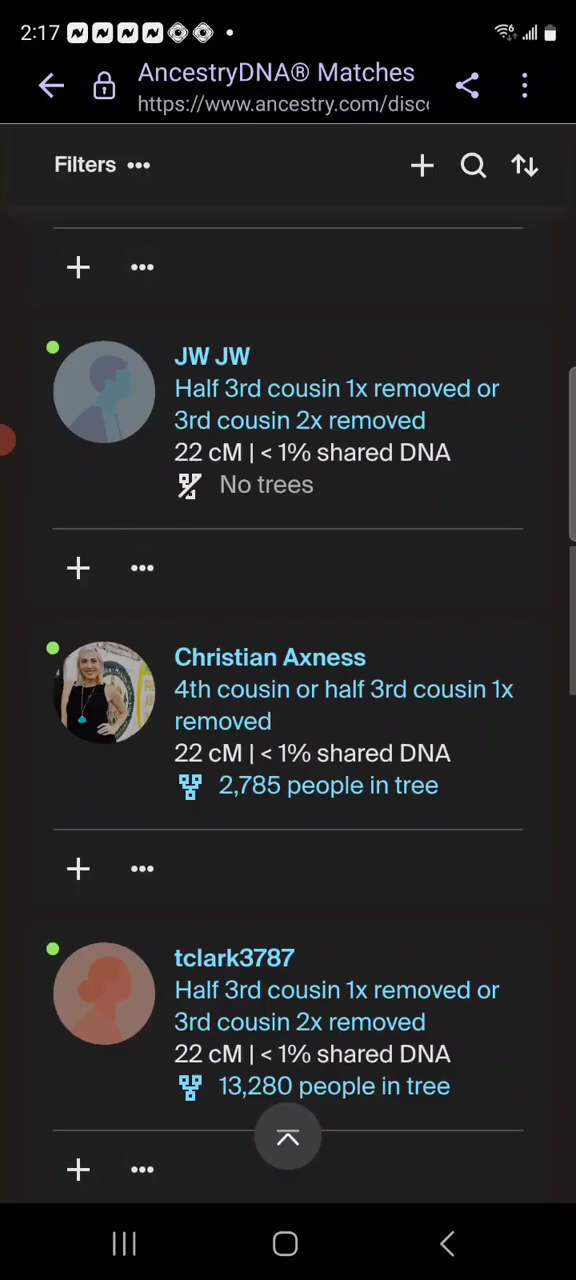 2:17
AncestryDNA® Matches
https://www.ancestry.com/disc
Filters
JW JW
Half 3rd cousin 1x removed or
3rd cousin 2x removed
22 cM | < 1% shared DNA
No trees
Christian Axness
4th cousin or half 3rd cousin 1x
removed
22 cM | < 1% shared DNA
2,785 people in tree
tclark3787
Half 3rd cousin 1x removed or
3rd cousin 2x removed
22 cM | < 1% shared DNA
13,280 people in tree